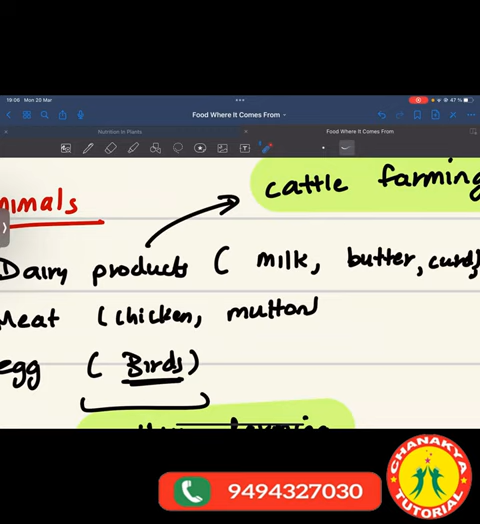 19:06 Mon 20 Mar
47%
Food Where It Comes From
Nutrition In Plants
Food Where It Comes From
cattle farming
nimals
Dairy products ( milk, butter, curd,
Meat (chicken, mutton
egg ( Birds)
9494327030
CHANAKYA
TUTORIAL